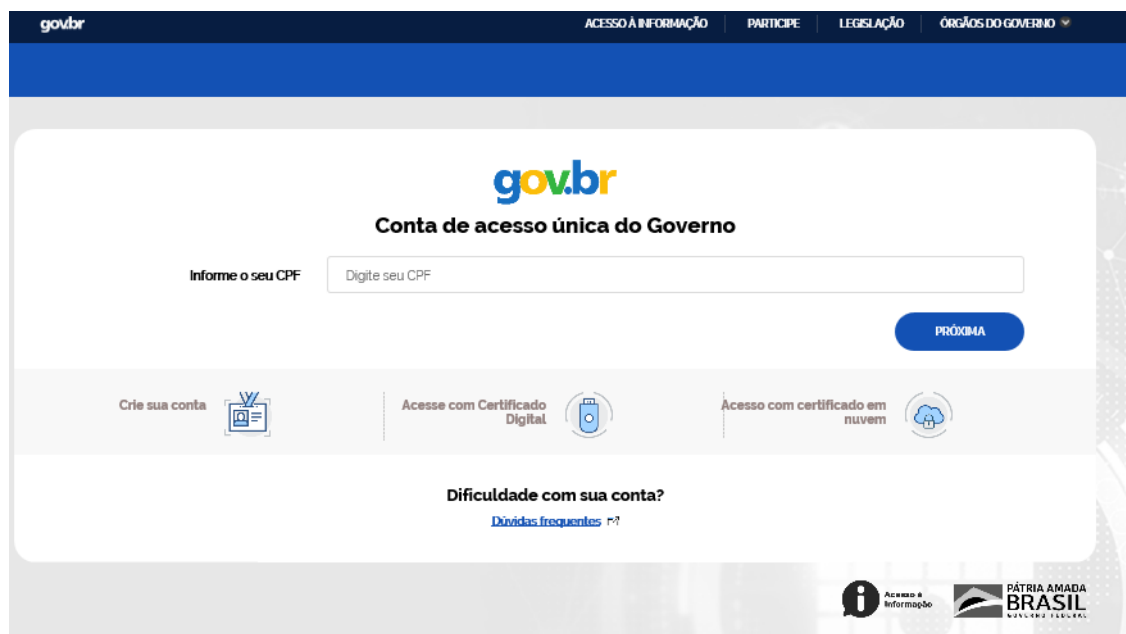 gov.br ACESSO À INFORMAÇÃO PARTICIPE LEGISLAÇÃO ÓRGÃOS DO GOVERNO
gov.br
Conta de acesso única do Governo
Informe o seu CPF Digite seu CPF
PRÓXIMA
Crie sua conta
Acesse com Certificado
Digital
Acesso com certificado em
nuvem
Dificuldade com sua conta?
Dúvidas frequentes
Acesso à
Informação
PÁTRIA AMADA
BRASIL
GOVERNO FEDERAL